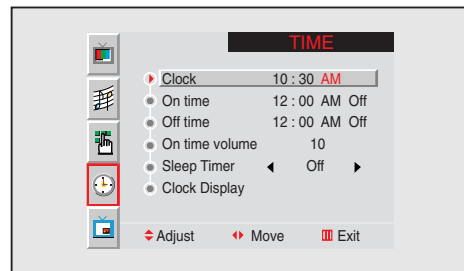 TIME
Clock 10 : 30 AM
On time 12 : 00 AM Off
Off time 12 : 00 AM Off
On time volume 10
Sleep Timer Off
Clock Display
Adjust Move Exit